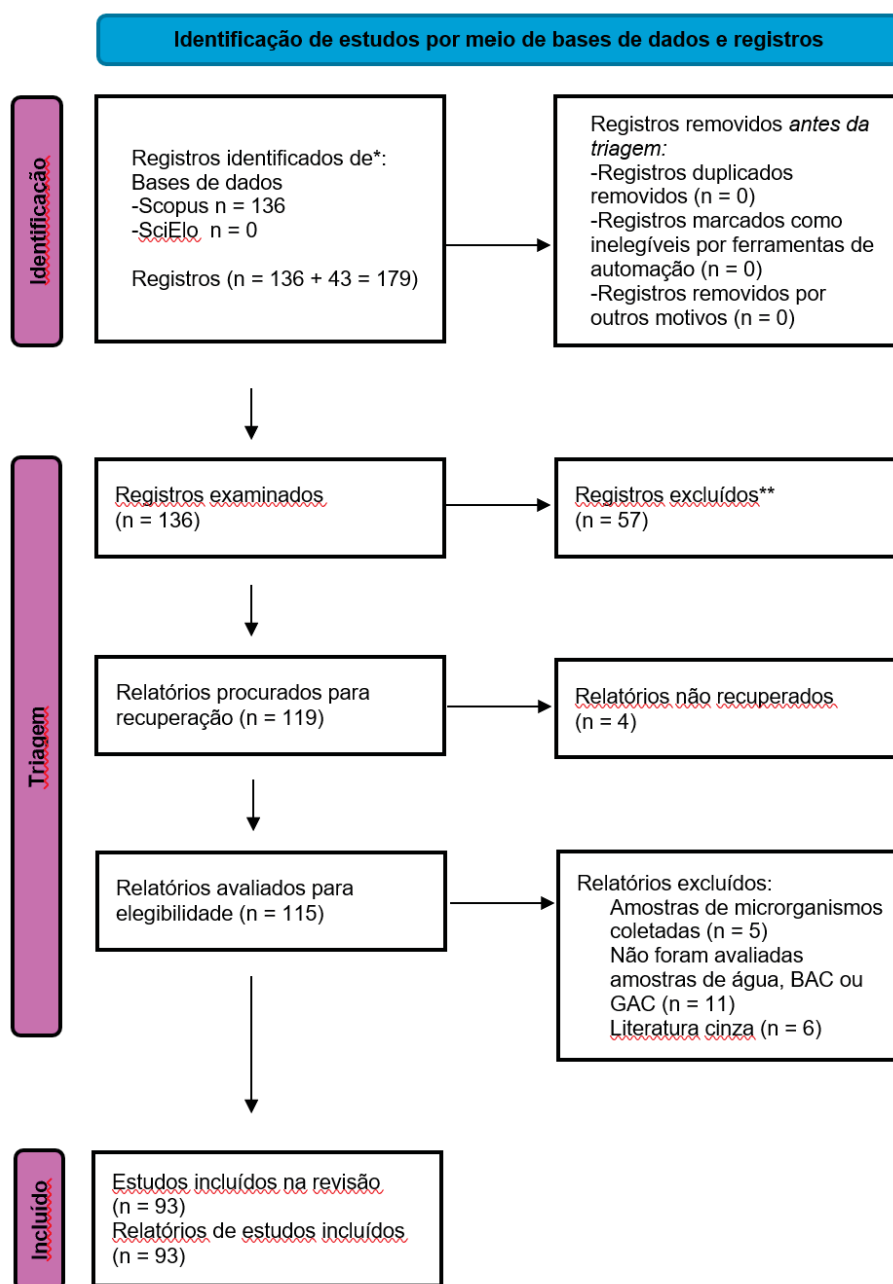 Identificação de estudos por meio de bases de dados e registros
Identificação
Registros identificados de*:
Bases de dados
-Scopus n = 136
-SciElo n = 0
Registros (n = 136 + 43 = 179)
Registros removidos antes da
triagem:
-Registros duplicados
removidos (n = 0)
-Registros marcados como
inelegíveis por ferramentas de
automação (n = 0)
-Registros removidos por
outros motivos (n = 0)
Triagem
Registros examinados
(n = 136)
Registros excluídos**
(n = 57)
Relatórios procurados para
recuperação (n = 119)
Relatórios não recuperados
(n = 4)
Relatórios avaliados para
elegibilidade (n = 115)
Relatórios excluídos:
Amostras de microrganismos
coletadas (n = 5)
Não foram avaliadas
amostras de água, BAC ou
GAC (n = 11)
Literatura cinza (n = 6)
Incluído
Estudos incluídos na revisão
(n = 93)
Relatórios de estudos incluídos
(n = 93)